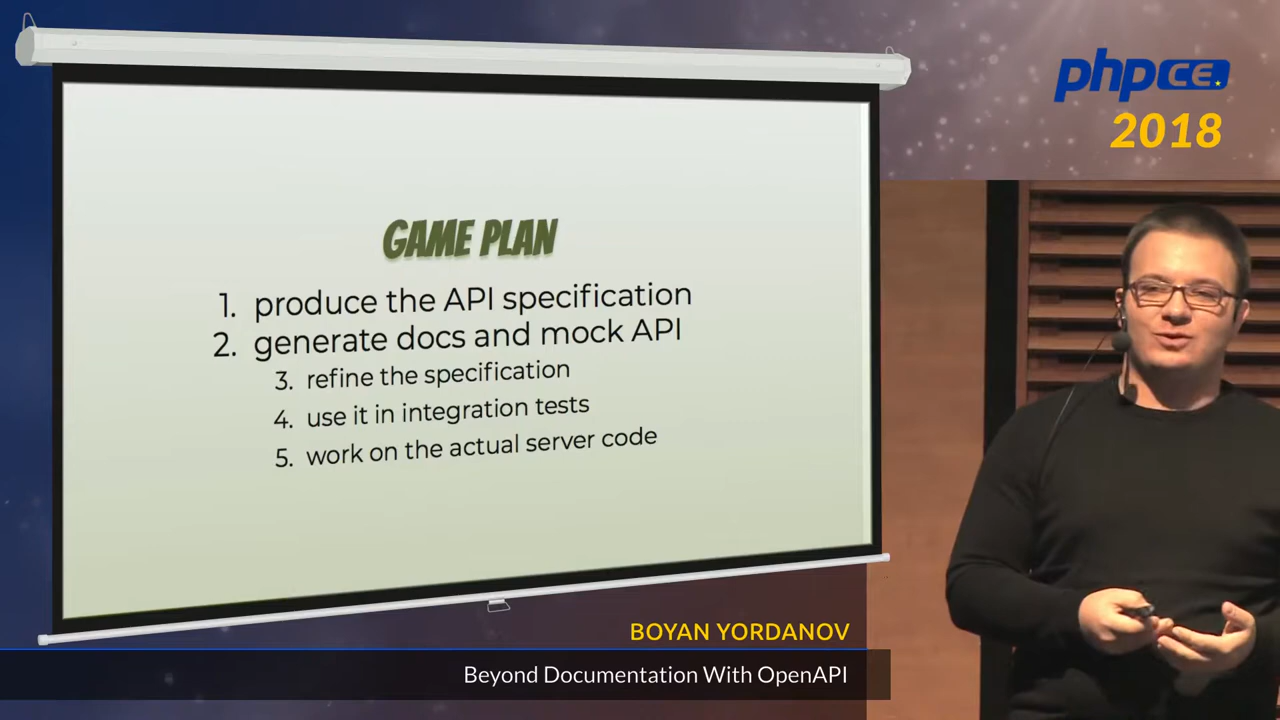 phpCE
2018
GAME PLAN
1. produce the API specification
2. generate docs and mock API
3. refine the specification
4. use it in integration tests
5. work on the actual server code
BOYAN YORDANOV
Beyond Documentation With OpenAPI